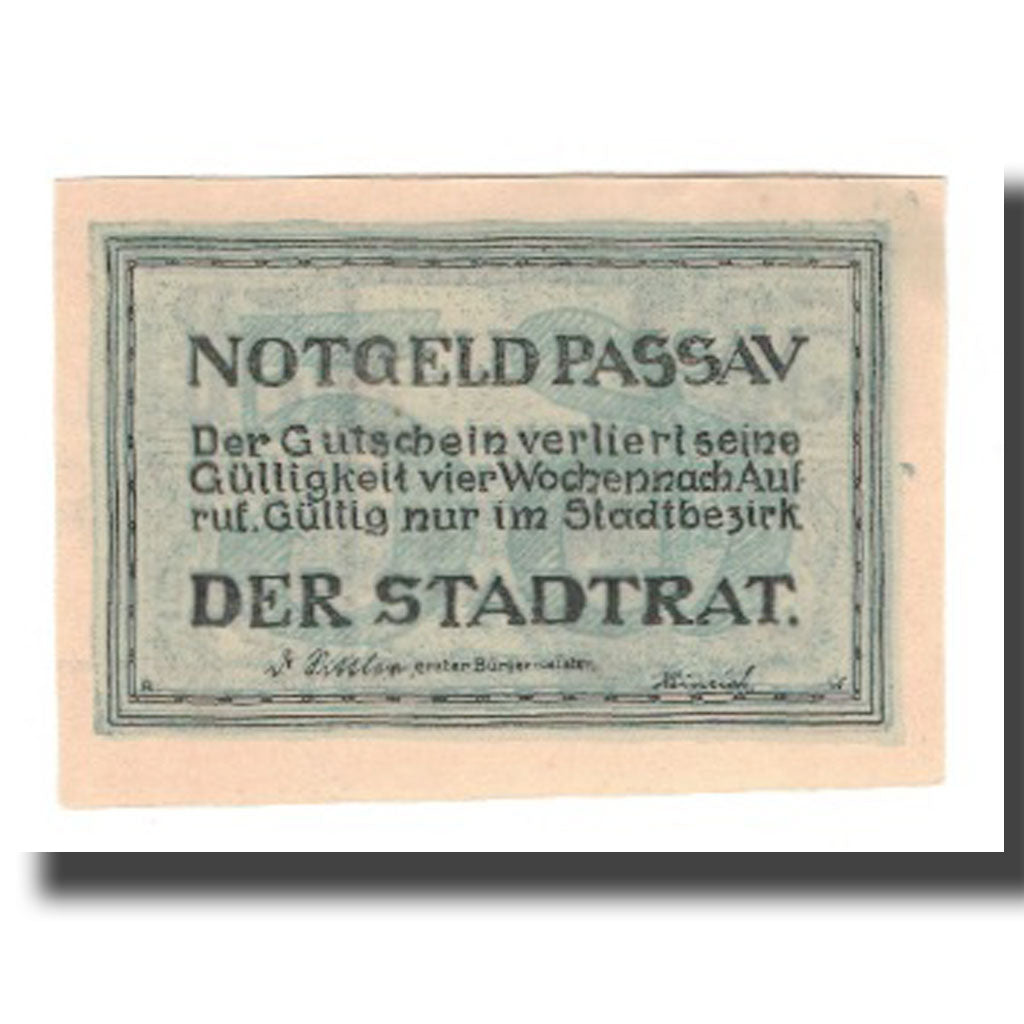 NOTGELD PASSAV
Der Gutschein verliert seine
Gültigkeit vier Wochen nach Auf-
ruf. Gültig nur im Stadtbezirk
DER STADTRAT.
Dr erster Bürgermeister